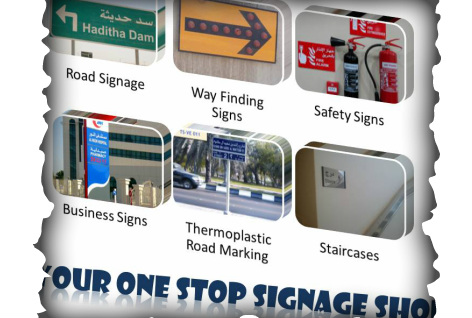 سد حديثة
Haditha Dam
Road Signage
Way Finding
Signs
Safety Signs
Business Signs
Thermoplastic
Road Marking
Staircases
YOUR ONE STOP SIGNAGE SHO